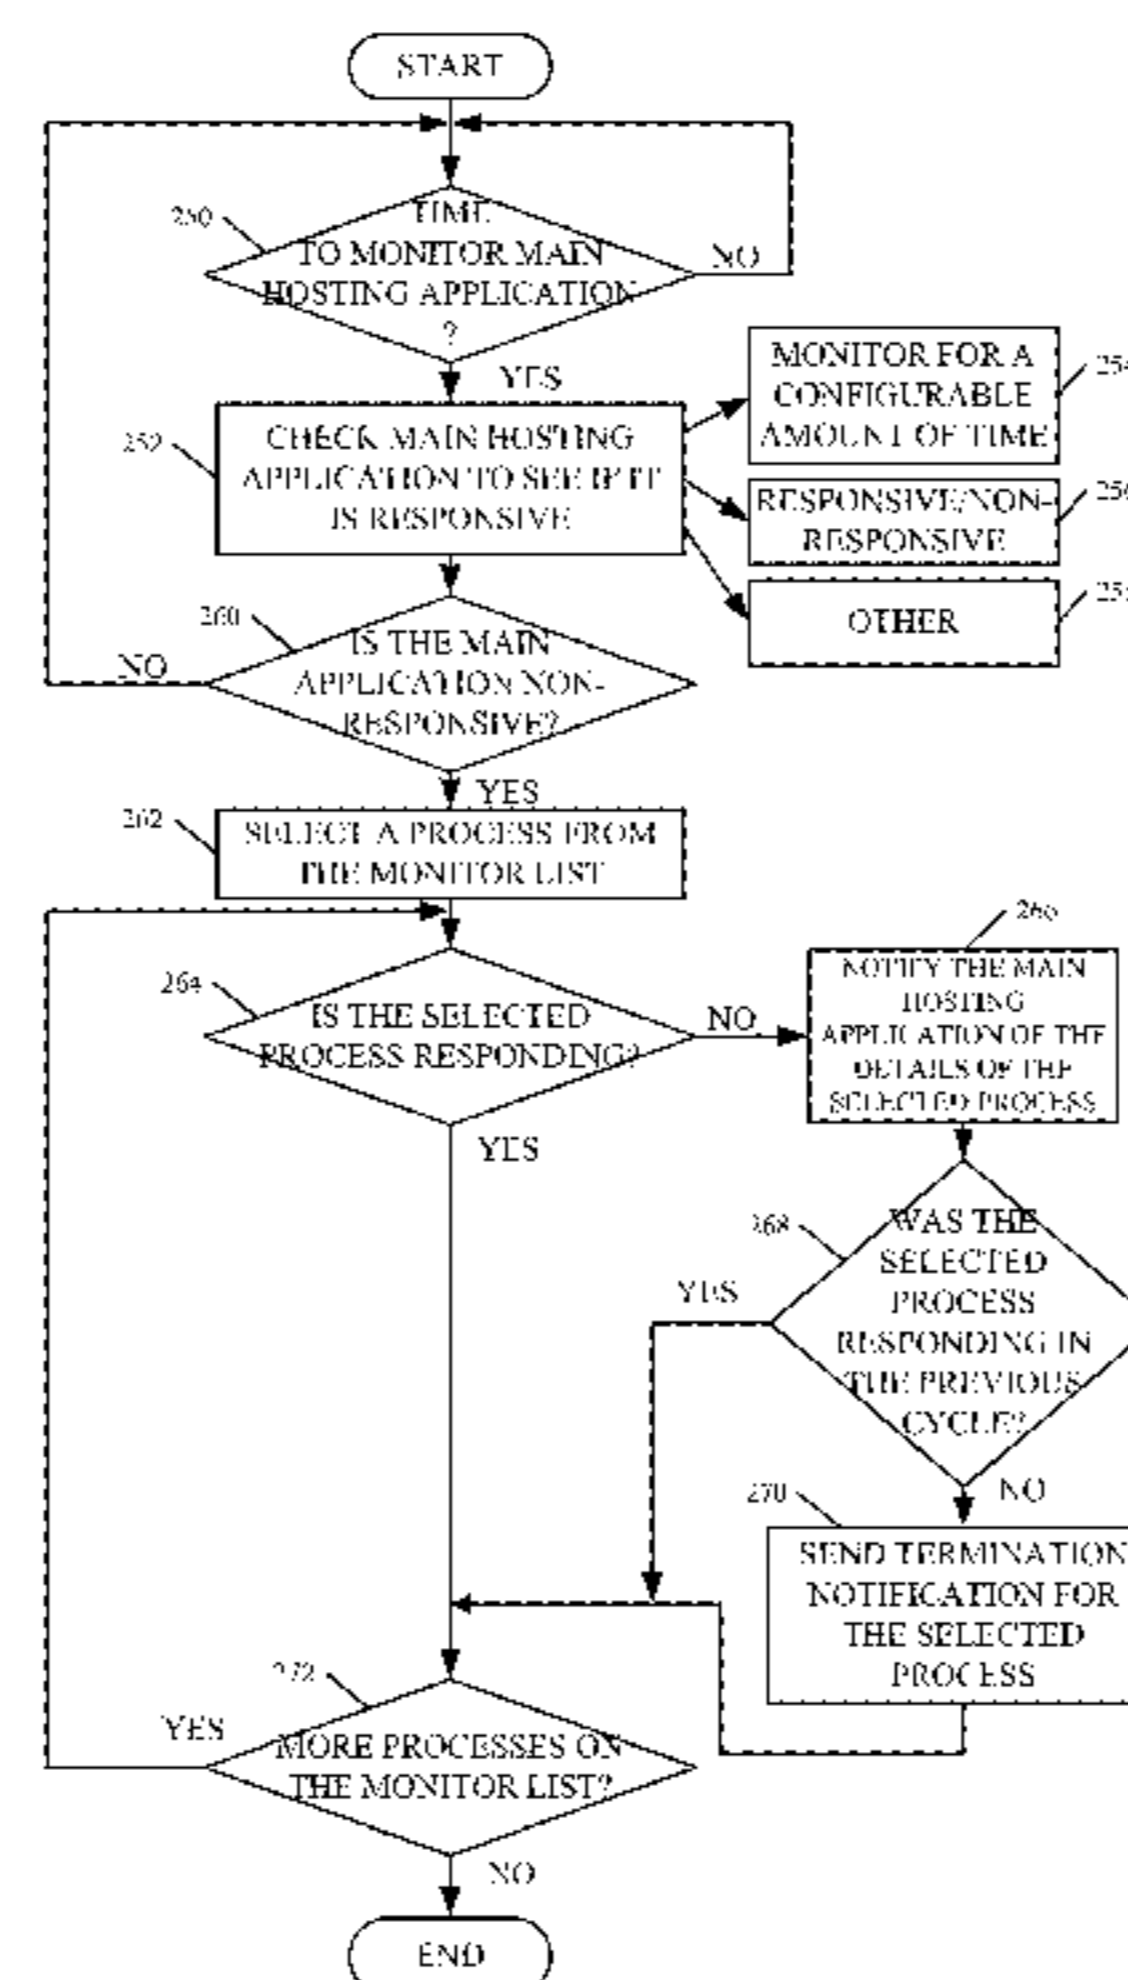 START
250
TIME
TO MONITOR MAIN
HOSTING APPLICATION
?
NO
YES
252
CHECK MAIN HOSTING
APPLICATION TO SEE IF IT
IS RESPONSIVE
MONITOR FOR A
CONFIGURABLE
AMOUNT OF TIME
RESPONSIVE/NON-
RESPONSIVE
OTHER
260
IS THE MAIN
APPLICATION NON-
RESPONSIVE?
NO
YES
262
SELECT A PROCESS FROM
THE MONITOR LIST
264
IS THE SELECTED
PROCESS RESPONDING?
NO
YES
266
NOTIFY THE MAIN
HOSTING
APPLICATION OF THE
DETAILS OF THE
SELECTED PROCESS
268
WAS THE
SELECTED
PROCESS
RESPONDING IN
THE PREVIOUS
CYCLE?
YES
NO
270
SEND TERMINATION
NOTIFICATION FOR
THE SELECTED
PROCESS
272
MORE PROCESSES ON
THE MONITOR LIST?
YES
NO
END